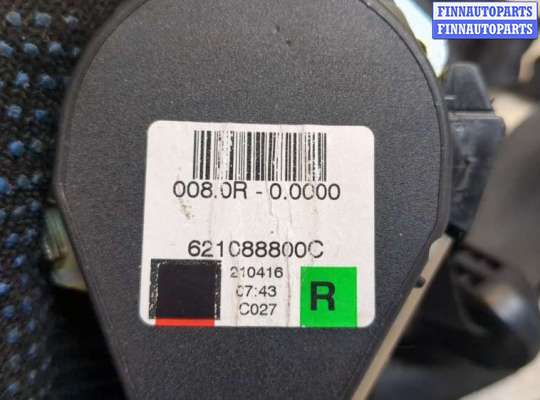 FINNAUTOPARTS
FINNAUTOPARTS
008.0R - 0.0000
621088800C
210416
07:43
C027
R